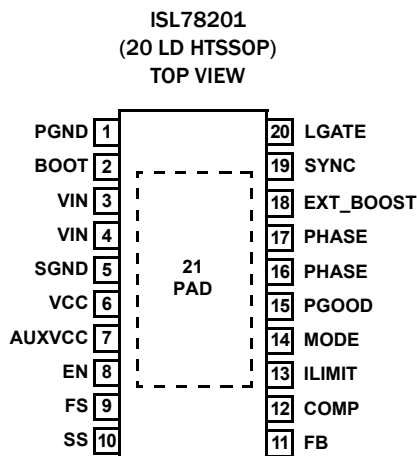 ISL78201
(20 LD HTSSOP)
TOP VIEW
PGND 1 20 LGATE
BOOT 2 19 SYNC
VIN 3 18 EXT_BOOST
VIN 4 17 PHASE
SGND 5 16 PHASE
21
PAD
VCC 6 15 PGOOD
AUXVCC 7 14 MODE
EN 8 13 ILIMIT
FS 9 12 COMP
SS 10 11 FB